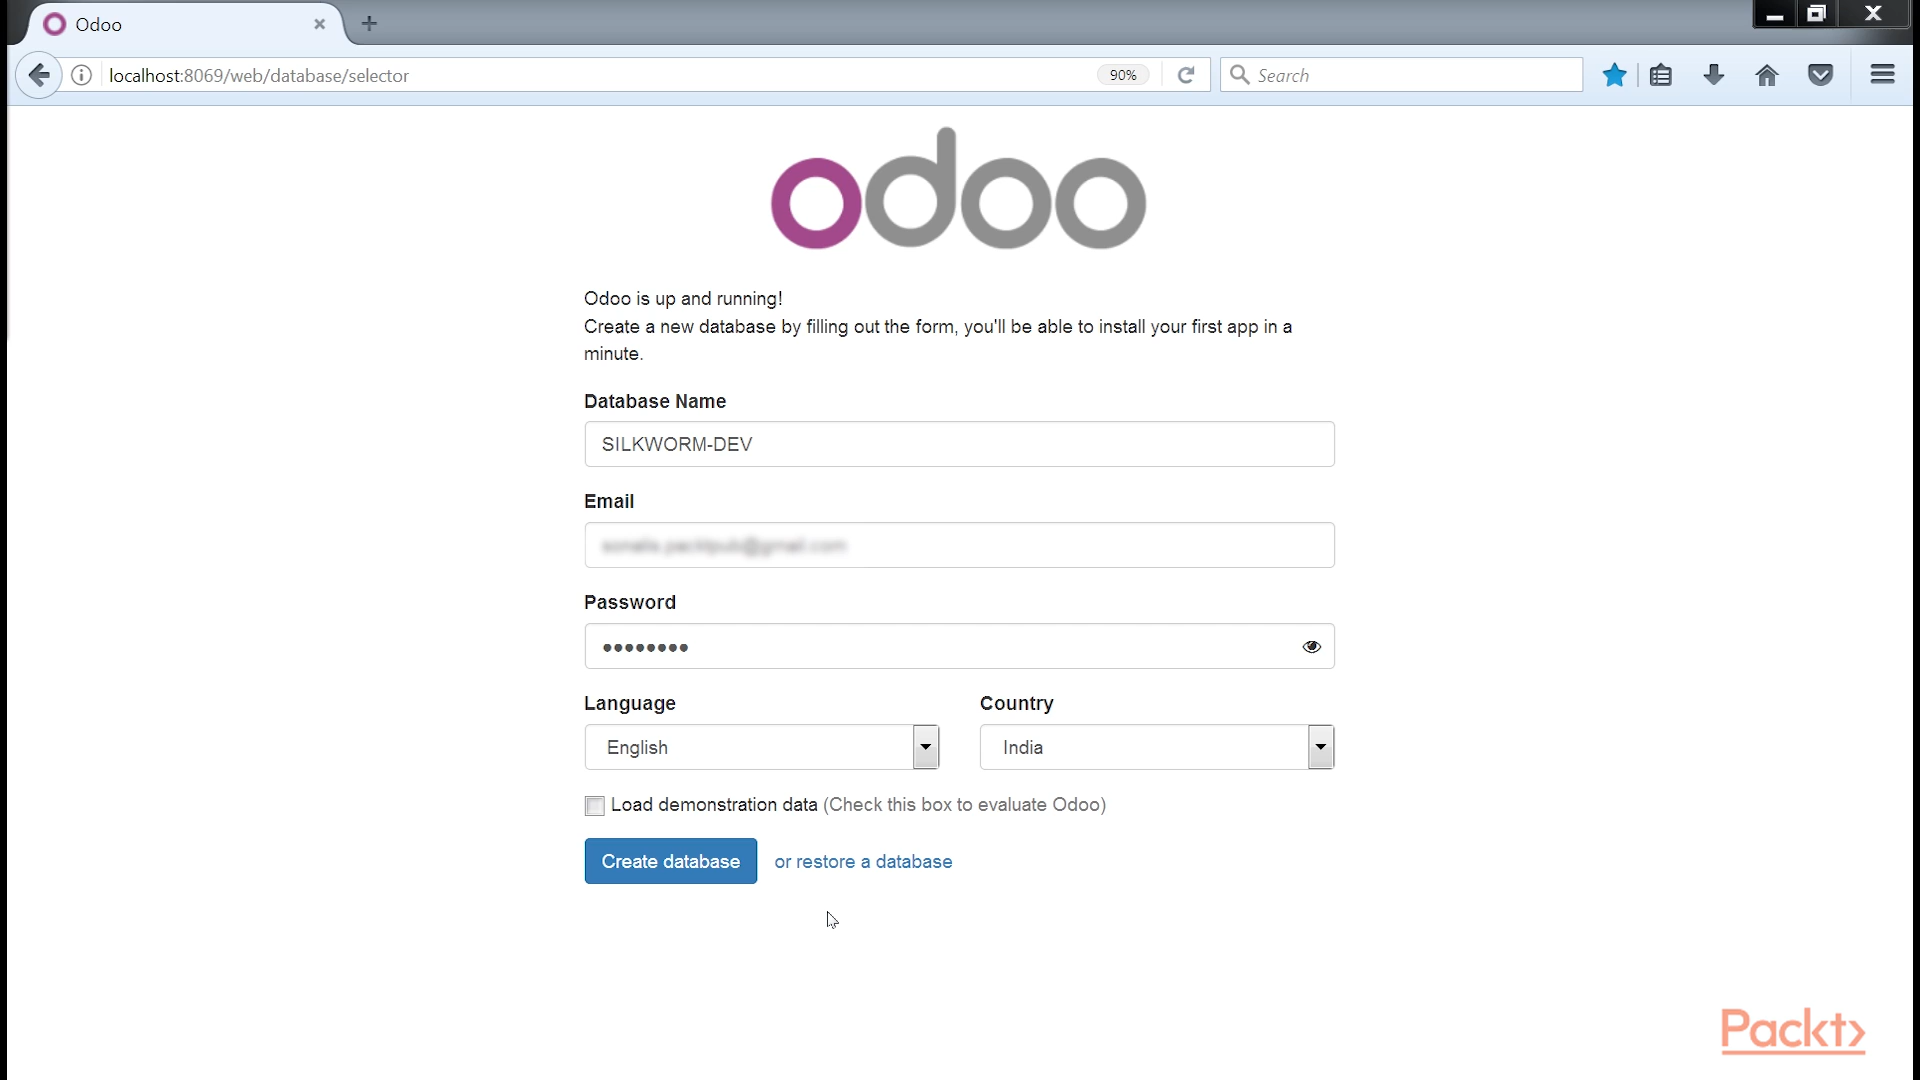 Odoo
localhost:8069/web/database/selector
90%
Search
odoo
Odoo is up and running!
Create a new database by filling out the form, you'll be able to install your first app in a
minute.
Database Name
SILKWORM-DEV
Email
Password
Language
Country
English
India
Load demonstration data (Check this box to evaluate Odoo)
Create database
or restore a database
Packt>